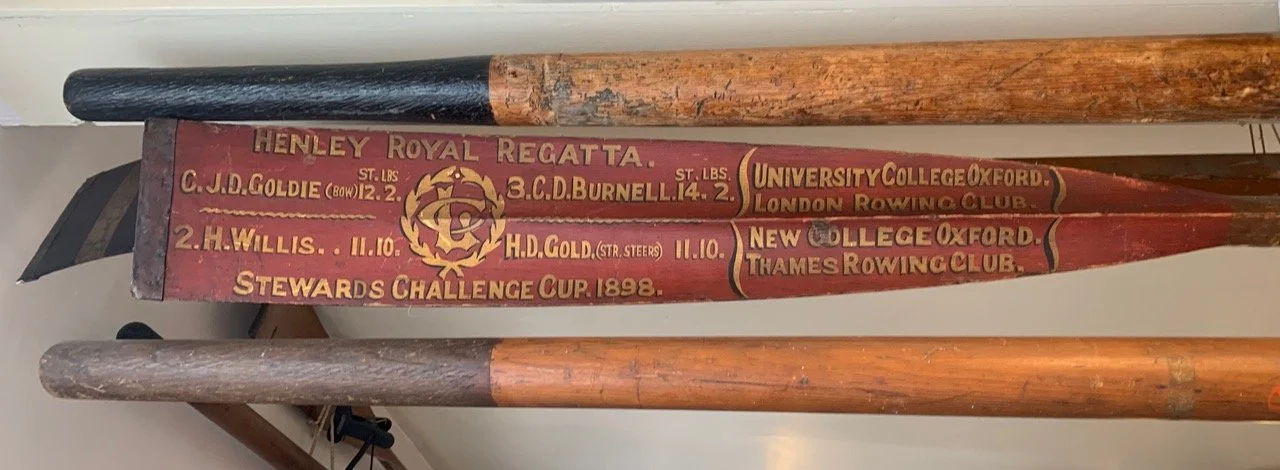 HENLEY ROYAL REGATTA.
ST. LBS
C.J.D.GOLDIE (BOW) 12.2.
ST. LBS.
3.C.D.BURNELL. 14.2.
2.H.WILLIS. . 11.10.
H.D.GOLD, (STR. STEERS) 11.10.
STEWARDS CHALLENGE CUP. 1898.
UNIVERSITY COLLEGE OXFORD.
LONDON ROWING CLUB.
NEW COLLEGE OXFORD.
THAMES ROWING CLUB.